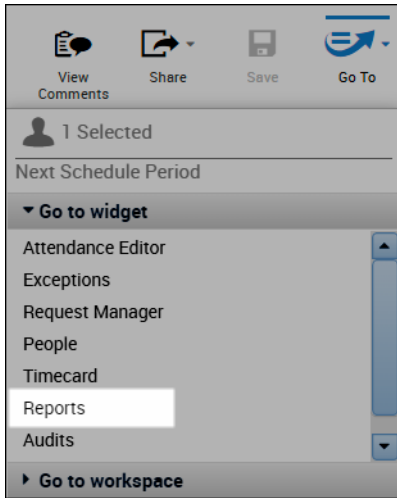 View
Comments
Share
Save
Go To
1 Selected
Next Schedule Period
Go to widget
Attendance Editor
Exceptions
Request Manager
People
Timecard
Reports
Audits
Go to workspace